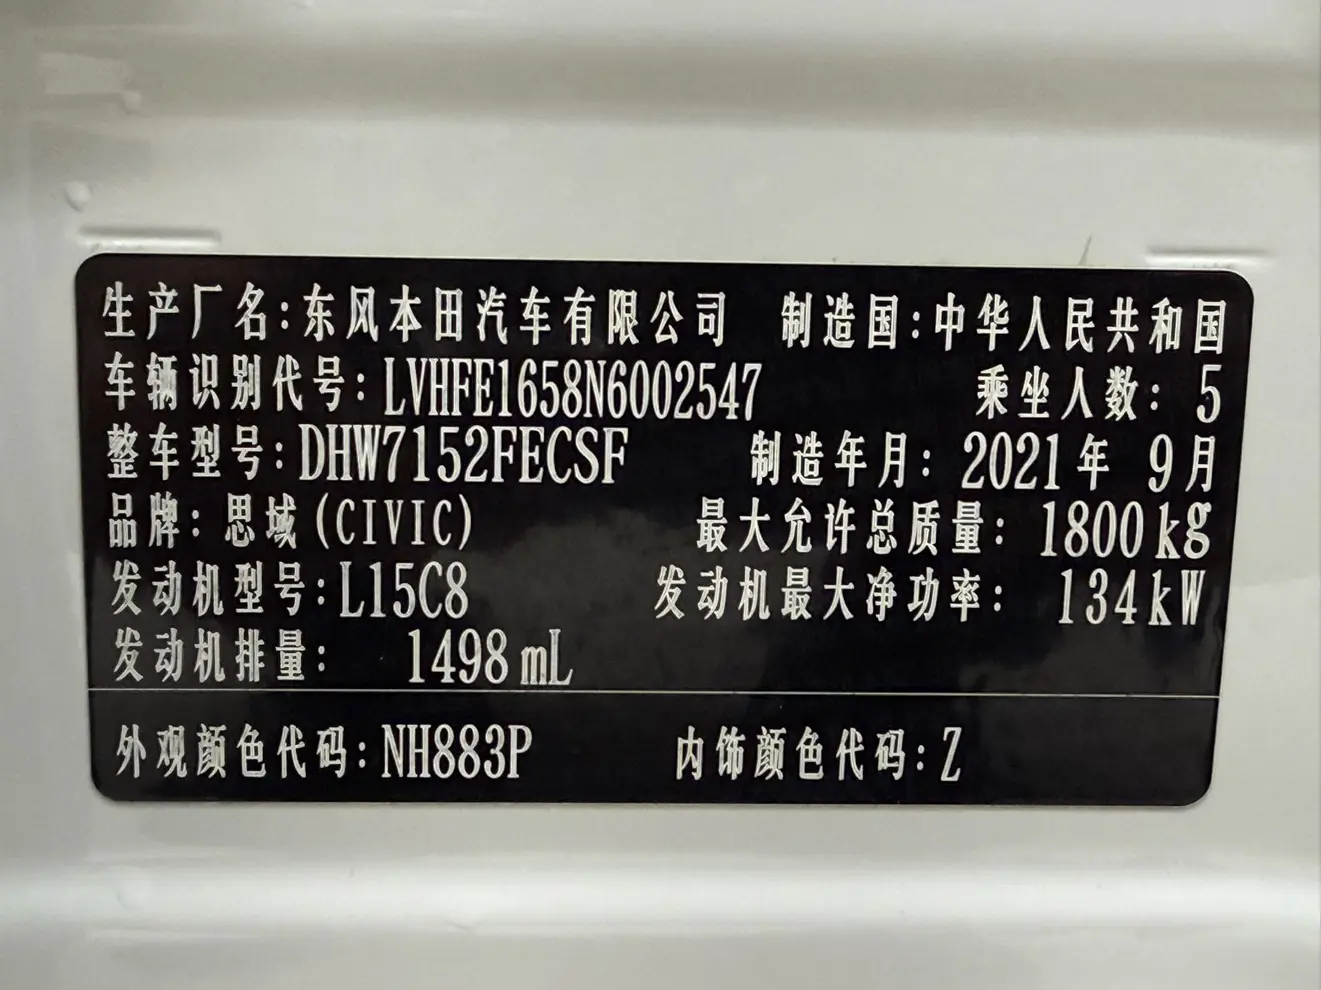 生产厂名:东风本田汽车有限公司 制造国:中华人民共和国
车辆识别代号:LVHFE1658N6002547 乘坐人数: 5
整车型号:DHW7152FECSF 制造年月: 2021年 9月
品牌: 思域(CIVIC) 最大允许总质量: 1800kg
发动机型号:L15C8 发动机最大净功率: 134kW
发动机排量: 1498mL
外观颜色代码:NH883P 内饰颜色代码:Z